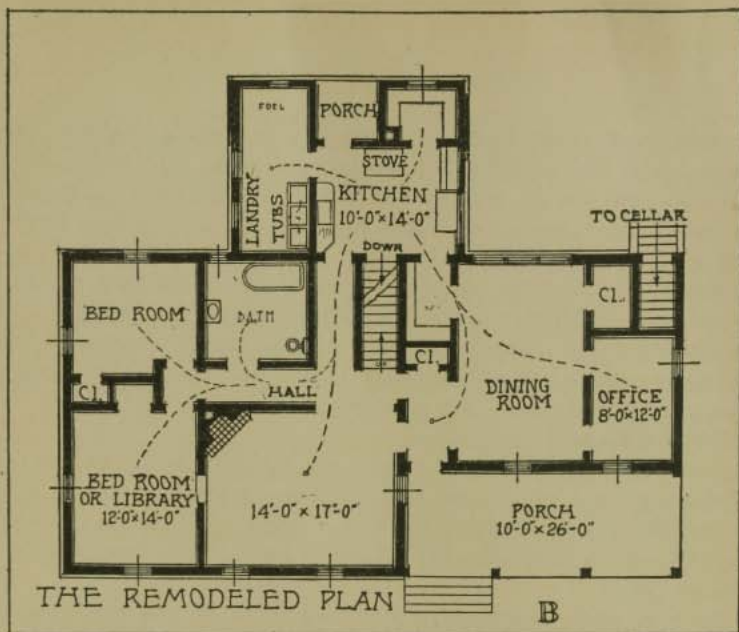 FUEL
PORCH
STOVE
LANDRY
TUBS
KITCHEN
10'-0"x14'-0"
DOWN
TO CELLAR
BED ROOM
BATH
Cl.
UP
Cl.
Cl.
HALL
DINING
ROOM
OFFICE
8'-0"x12'-0"
BED ROOM
OR LIBRARY
12'-0"x14'-0"
14'-0" x 17'-0"
PORCH
10'-0"x26'-0"
THE REMODELED PLAN
B